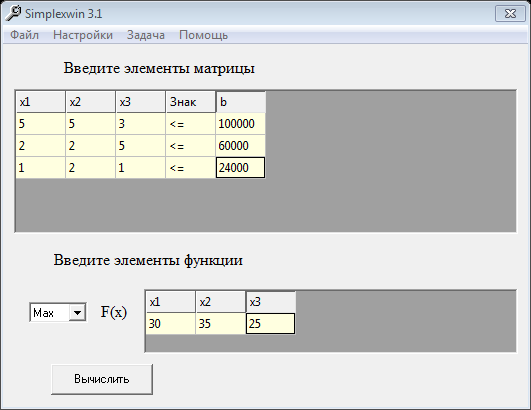 Simplexwin 3.1
Файл Настройки Задача Помощь
Введите элементы матрицы
x1 x2 x3 Знак b
5 5 3 <= 100000
2 2 5 <= 60000
1 2 1 <= 24000
Введите элементы функции
Max F(x)
x1 x2 x3
30 35 25
Вычислить